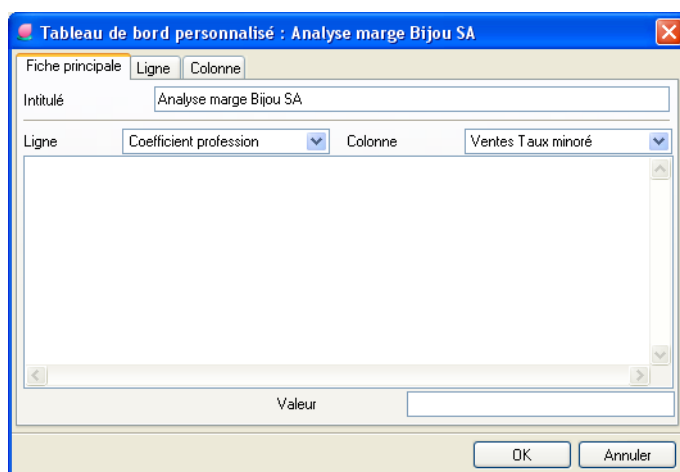 Tableau de bord personnalisé : Analyse marge Bijou SA
Fiche principale Ligne Colonne
Intitulé Analyse marge Bijou SA
Ligne Coefficient profession Colonne Ventes Taux minoré
Valeur
OK Annuler